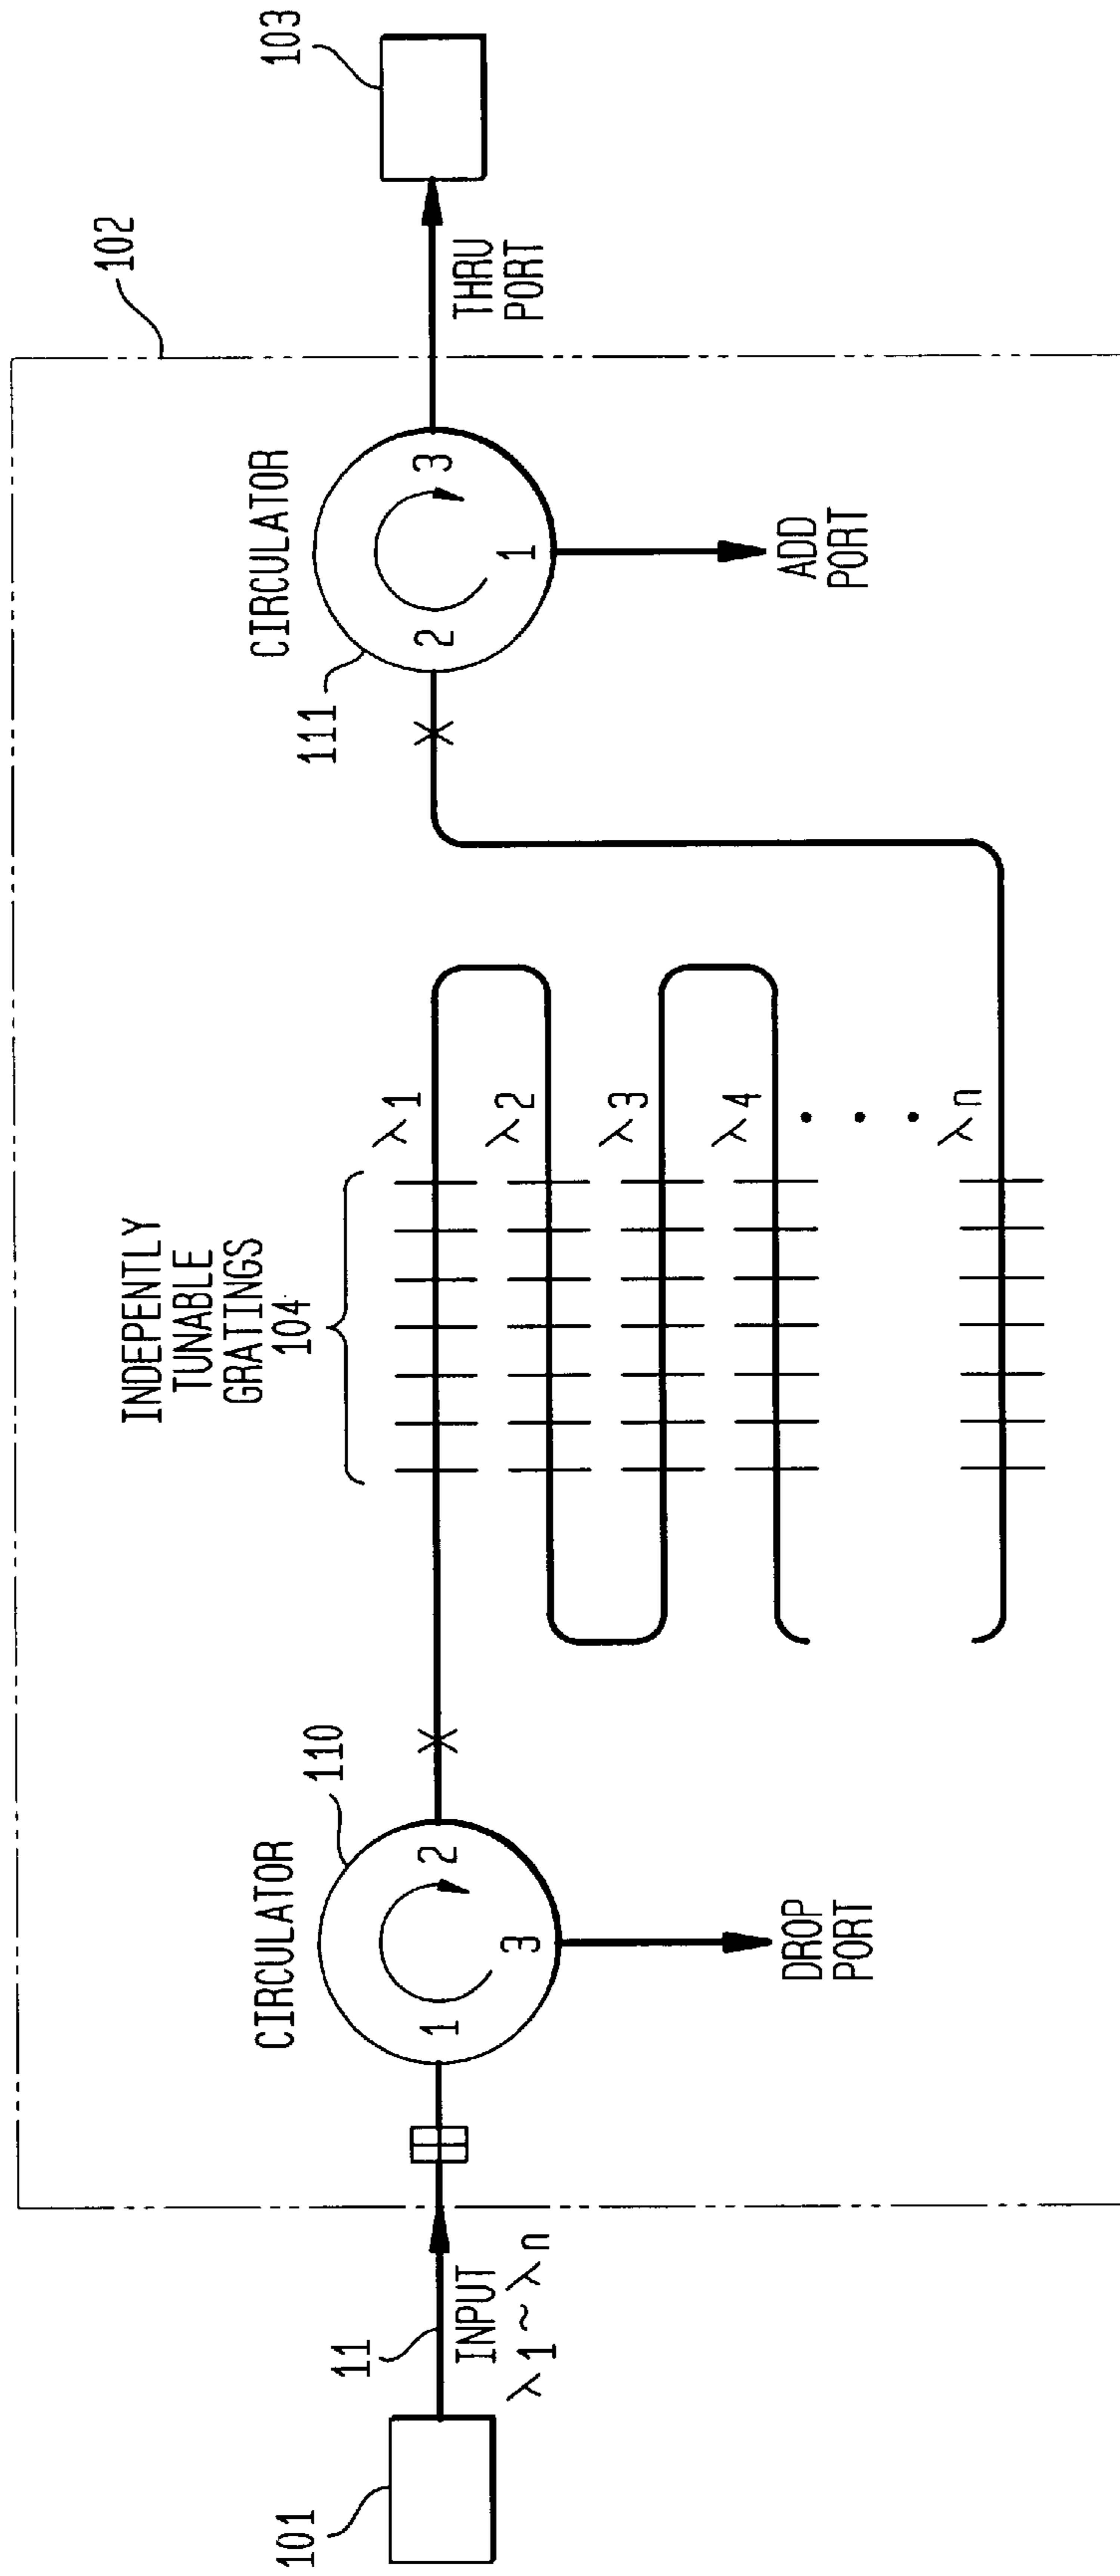 102
INDEPENTLY
TUNABLE
GRATINGS
104
CIRCULATOR
110
1
2
3
DROP
PORT
101
11
INPUT
λ1~λn
λ1
λ2
λ3
λ4
λn
CIRCULATOR
111
2
3
1
ADD
PORT
THRU
PORT
103